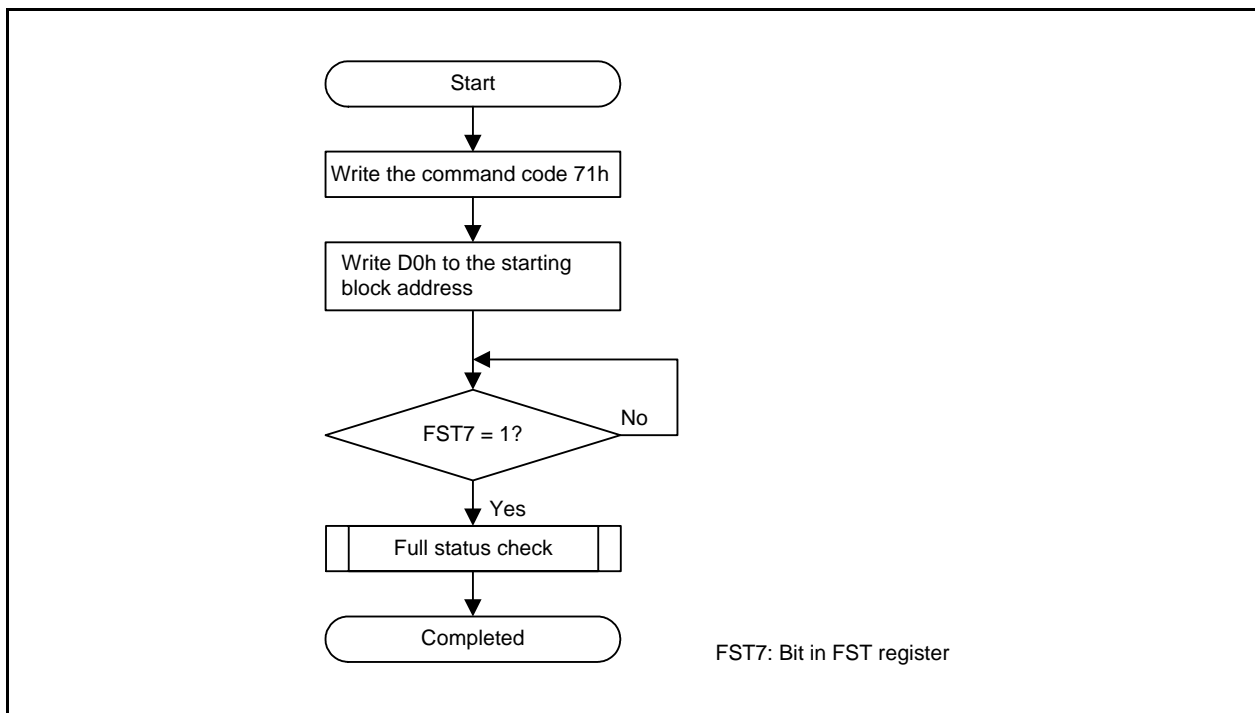 Start
Write the command code 71h
Write D0h to the starting
block address
No
FST7 = 1?
Yes
Full status check
Completed
FST7: Bit in FST register